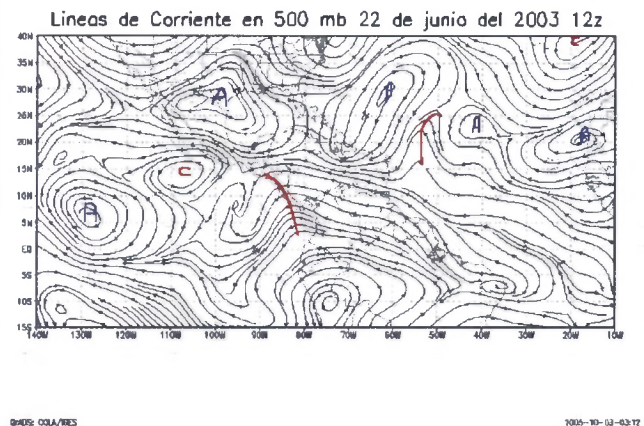 Lineas de Corriente en 500 mb 22 de junio del 2003 12z
40N
35N
30N
25N
20N
15N
10N
5N
EQ
5S
10S
15S
A
A
A
A
C
140W 130W 120W 110W 100W 90W 80W 70W 60W 50W 40W 30W 20W 10W
GrADS: COLA/IGES